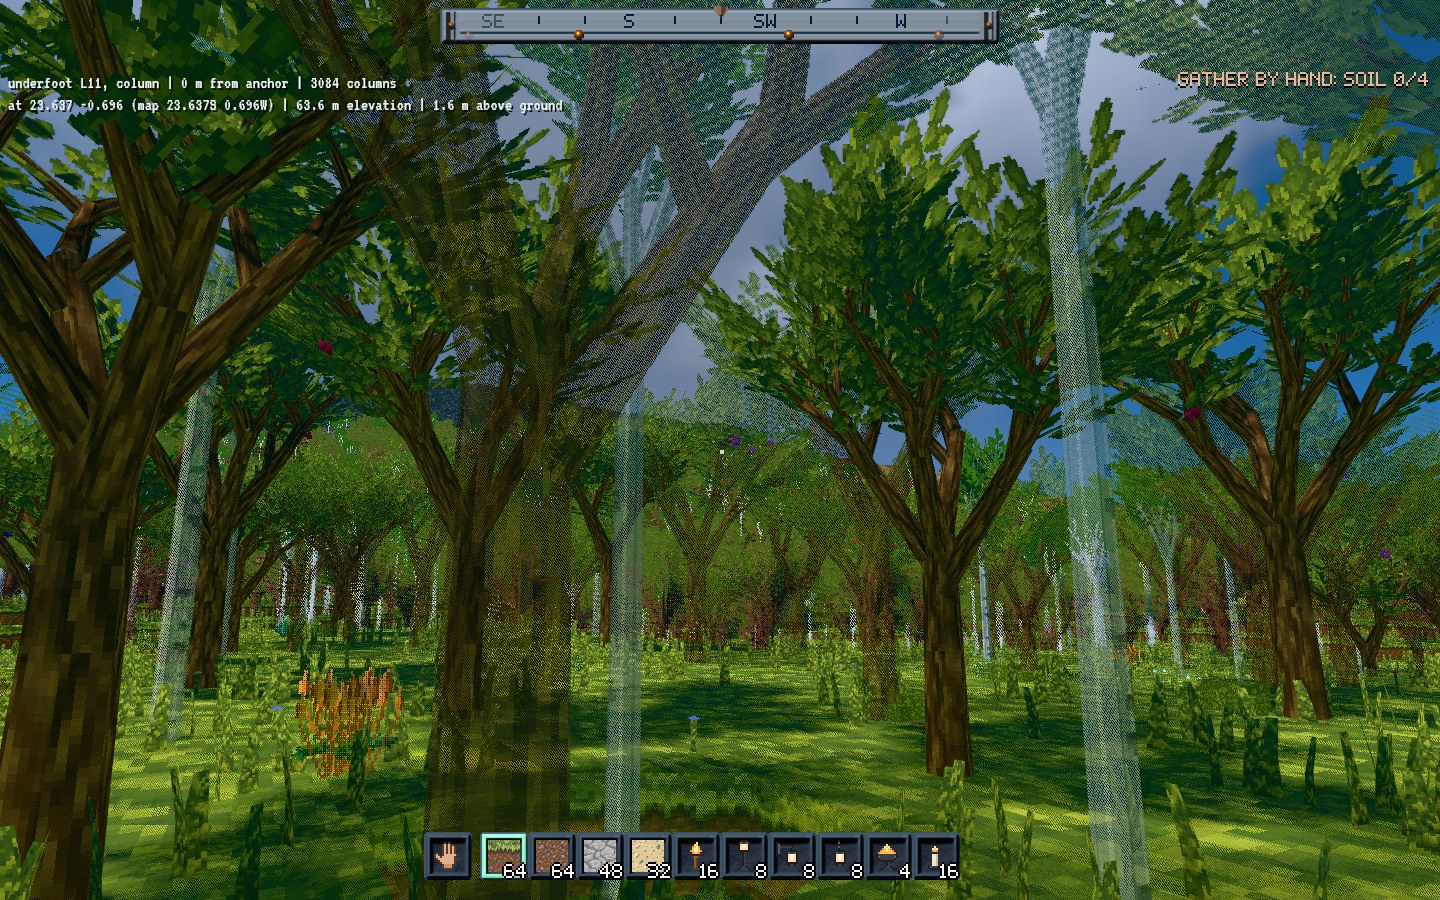 SE S SW W
underfoot L11, column | 0 m from anchor | 3084 columns
GATHER BY HAND: SOIL 0/4
at 23.637 -0.696 (map 23.637S 0.696W) | 63.6 m elevation | 1.6 m above ground
64 64 48 32 16 8 8 8 4 16